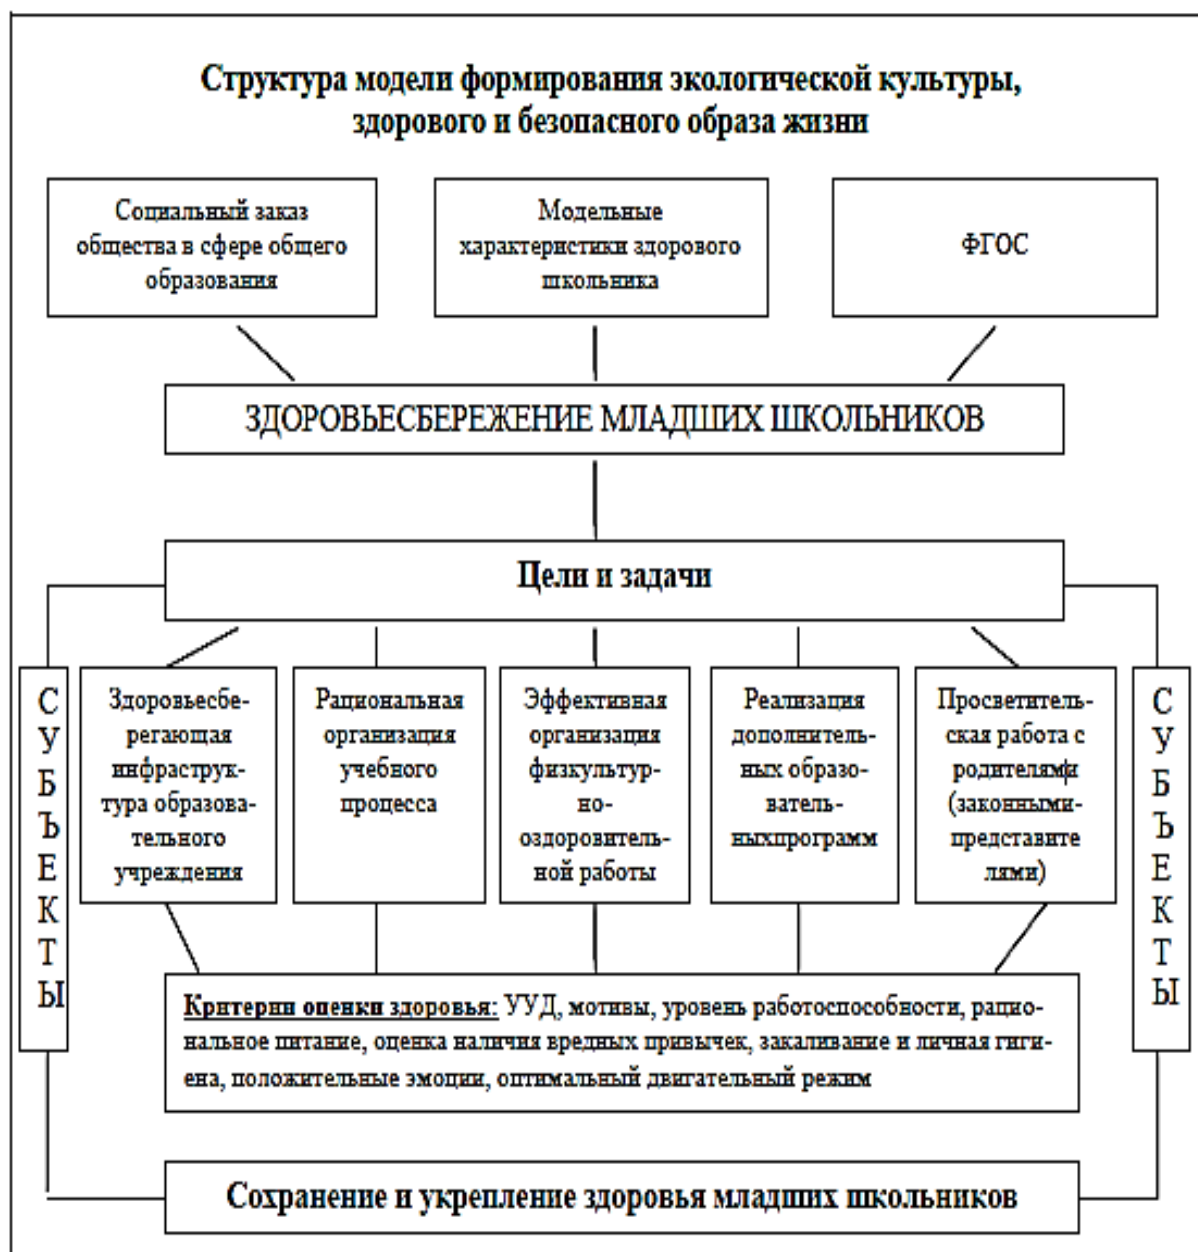 Структура модели формирования экологической культуры,
здорового и безопасного образа жизни
Социальный заказ
общества в сфере общего
образования
Модельные
характеристики здорового
школьника
ФГОС
ЗДОРОВЬЕСБЕРЕЖЕНИЕ МЛАДШИХ ШКОЛЬНИКОВ
Цели и задачи
С
У
Б
Ъ
Е
К
Т
Ы
Здоровьесбе-
регающая
инфраструк-
тура образова-
тельного
учреждения
Рациональная
организация
учебного
процесса
Эффективная
организация
физкультур-
но-
оздоровитель-
ной работы
Реализация
дополнитель-
ных образо-
ватель-
ныхпрограмм
Просветитель-
ская работа с
родителями
(законными-
представите
лями)
С
У
Б
Ъ
Е
К
Т
Ы
Критерии оценки здоровья: УУД, мотивы, уровень работоспособности, рацио-
нальное питание, оценка наличия вредных привычек, закаливание и личная гиги-
ена, положительные эмоции, оптимальный двигательный режим
Сохранение и укрепление здоровья младших школьников